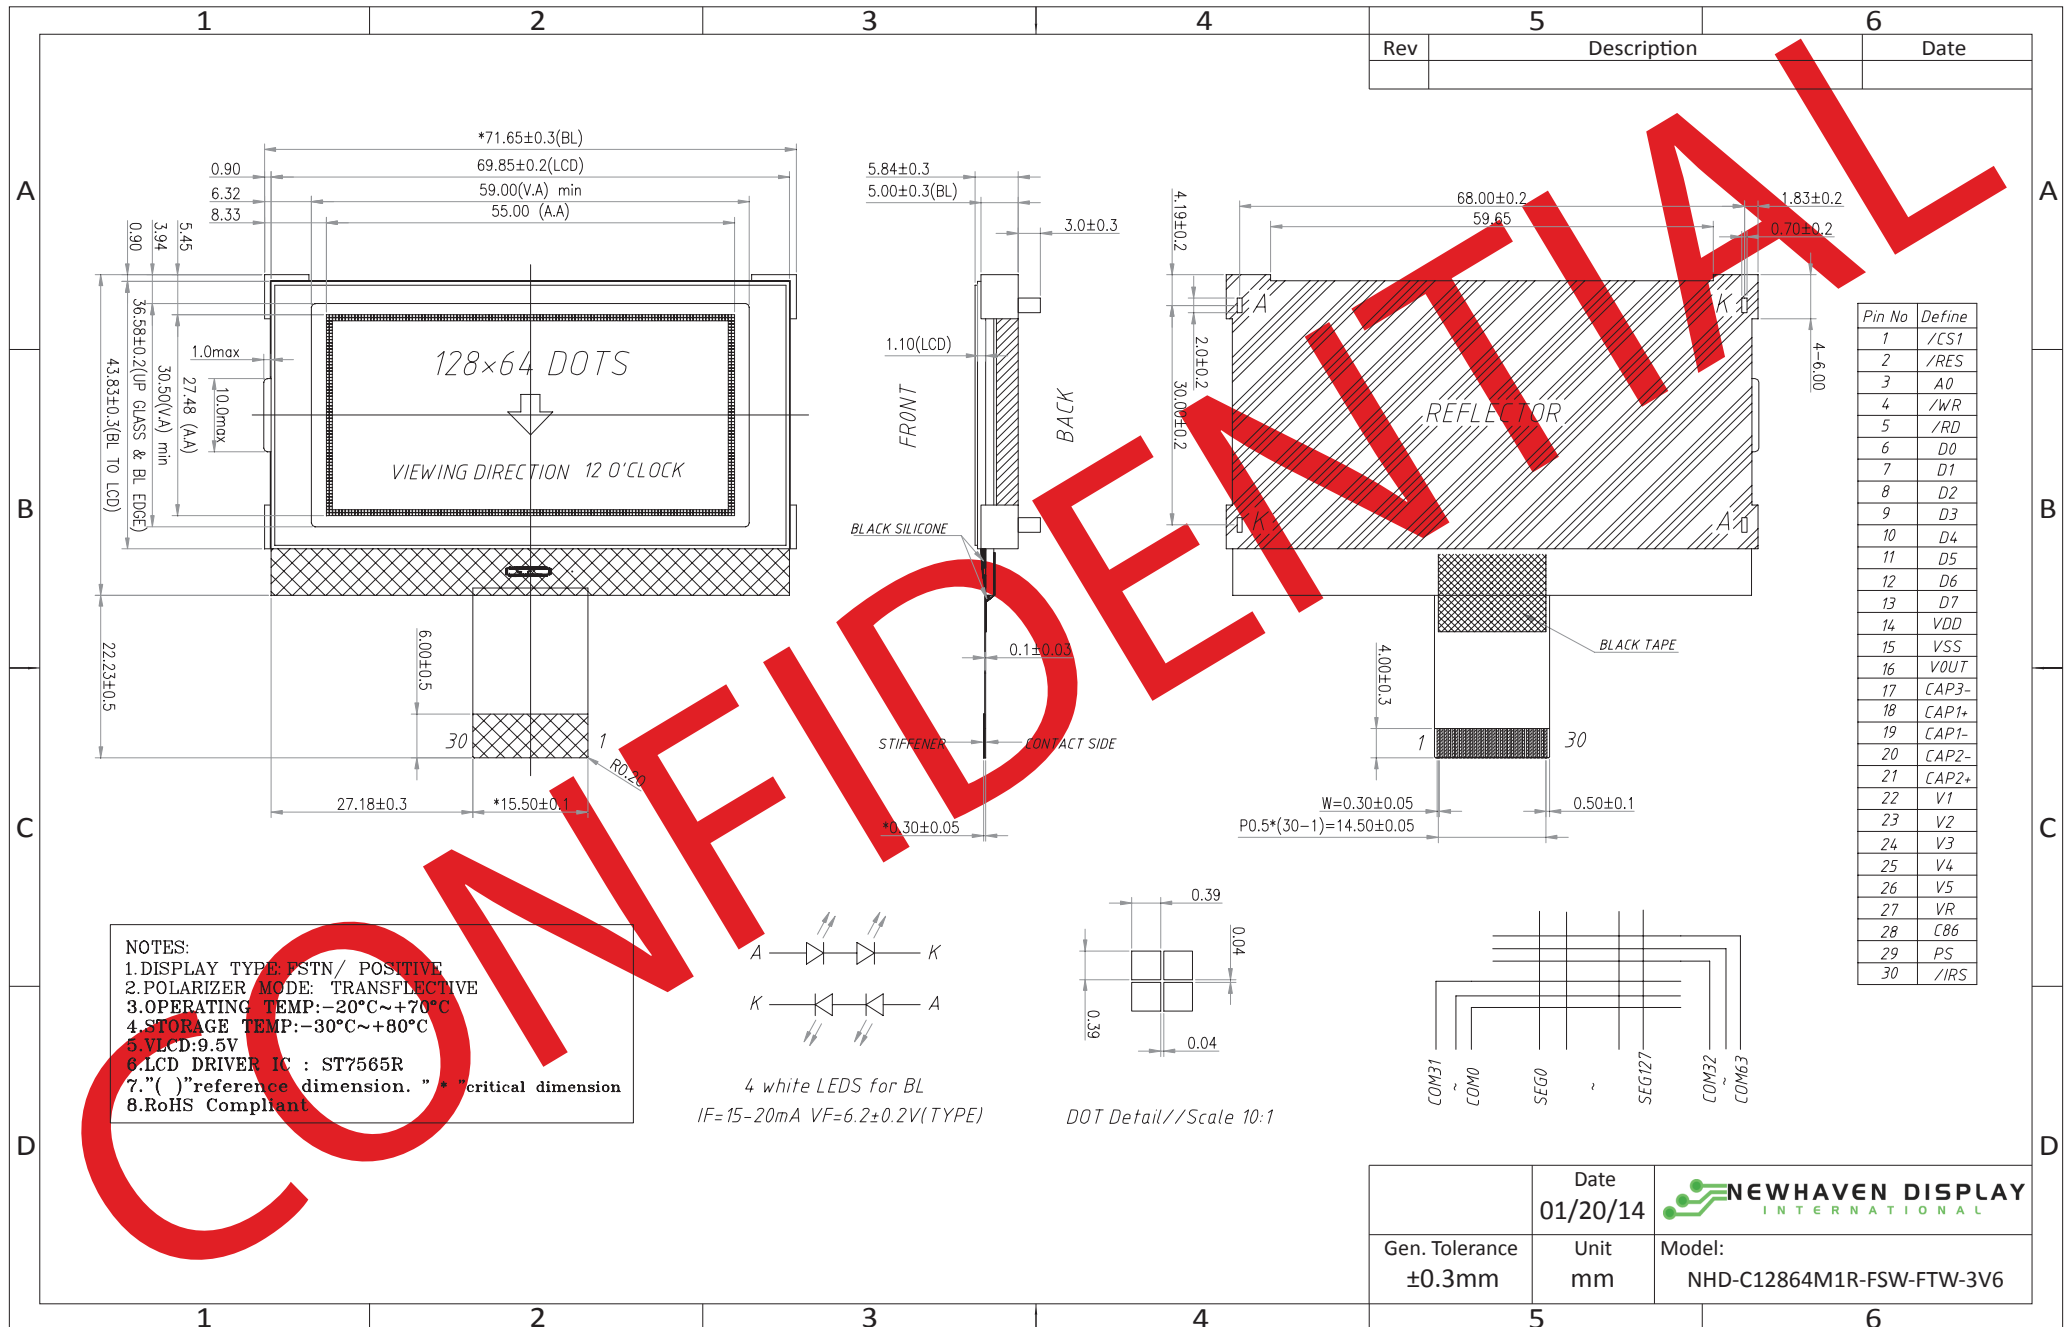 1 2 3 4 5 6
Rev Description Date
A A
B B
C C
D D
*71.65±0.3(BL)
0.90 69.85±0.2(LCD)
6.32 59.00(V.A) min
8.33 55.00 (A.A)
0.90
3.94
5.45
43.83±0.3(BL TO LCD)
36.58±0.2(UP GLASS & BL EDGE)
30.50(V.A) min
27.48 (A.A)
1.0max
10.0max
128×64 DOTS
VIEWING DIRECTION 12 O'CLOCK
22.23±0.5
6.00±0.5
30 1
R0.20
27.18±0.3 *15.50±0.1
5.84±0.3
5.00±0.3(BL)
3.0±0.3
1.10(LCD)
FRONT
BACK
BLACK SILICONE
0.1±0.03
STIFFENER CONTACT SIDE
*0.30±0.05
4.19±0.2
68.00±0.2 1.83±0.2
59.65
0.70±0.2
2.0±0.2
30.00±0.2
4-6.00
A K
REFLECTOR
K A
BLACK TAPE
4.00±0.3
1 30
W=0.30±0.05 0.50±0.1
P0.5*(30-1)=14.50±0.05
Pin No Define
1 /CS1
2 /RES
3 A0
4 /WR
5 /RD
6 D0
7 D1
8 D2
9 D3
10 D4
11 D5
12 D6
13 D7
14 VDD
15 VSS
16 VOUT
17 CAP3-
18 CAP1+
19 CAP1-
20 CAP2-
21 CAP2+
22 V1
23 V2
24 V3
25 V4
26 V5
27 VR
28 C86
29 PS
30 /IRS
CONFIDENTIAL
NOTES:
1.DISPLAY TYPE:FSTN/ POSITIVE
2.POLARIZER MODE: TRANSFLECTIVE
3.OPERATING TEMP:-20°C~+70°C
4.STORAGE TEMP:-30°C~+80°C
5.VLCD:9.5V
6.LCD DRIVER IC : ST7565R
7."( )"reference dimension. " * "critical dimension
8.RoHS Compliant
A K
K A
4 white LEDS for BL
IF=15-20mA VF=6.2±0.2V(TYPE)
0.39
0.04
0.39
0.04
DOT Detail//Scale 10:1
COM31
~
COM0
SEG0
~
SEG127
COM32
~
COM63
Date
01/20/14
NEWHAVEN DISPLAY
INTERNATIONAL
Gen. Tolerance
±0.3mm
Unit
mm
Model:
NHD-C12864M1R-FSW-FTW-3V6
1 2 3 4 5 6